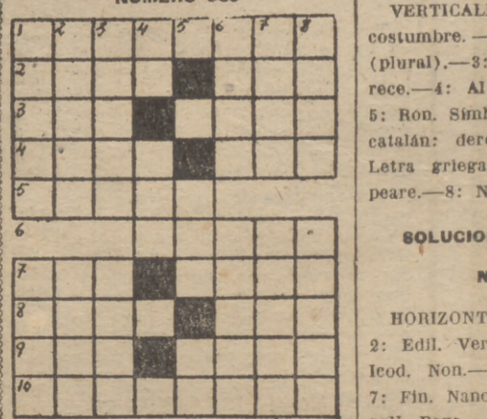 NÚMERO
1 2 3 4 5 6 7 8
2
3
4
5
6
7
8
9
10
VERTICAL
costumbre. —
(plural).—3:
rece.—4: Al
5: Ron. Sím
catalán: der
Letra griega
peare.—8: N
SOLUCIO
N
HORIZONT
2: Edil. Ver
Icod. Non.—
7: Fin. Nano